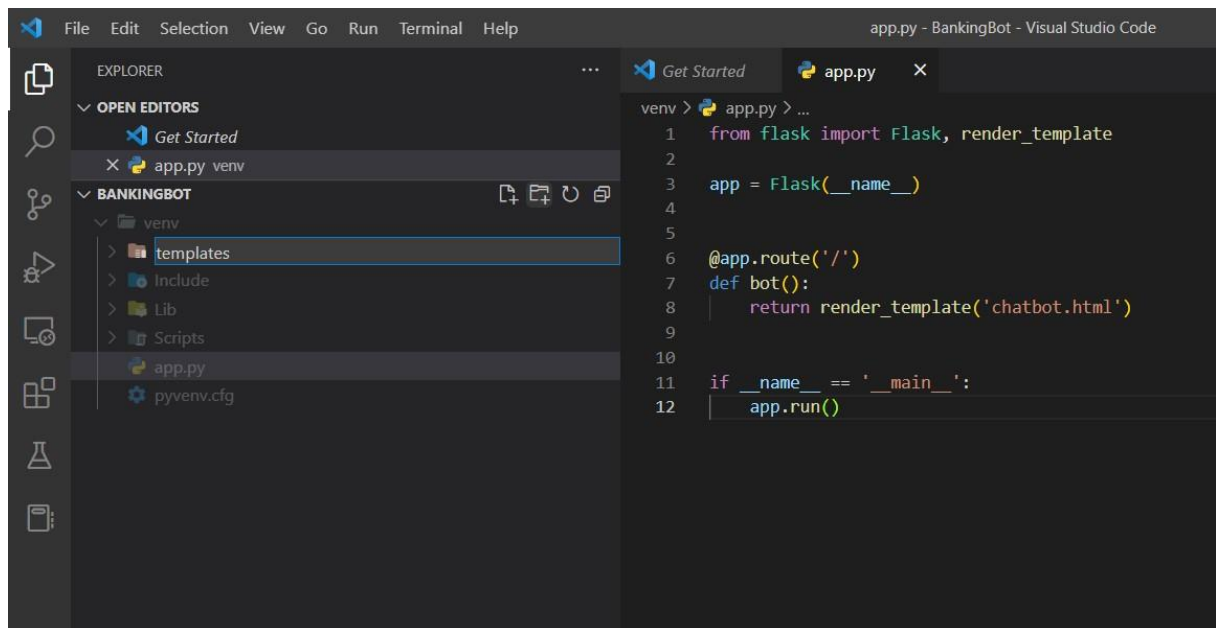 File Edit Selection View Go Run Terminal Help
app.py - BankingBot - Visual Studio Code
EXPLORER
OPEN EDITORS
Get Started
app.py venv
BANKINGBOT
venv
templates
Include
Lib
Scripts
app.py
pyvenv.cfg
Get Started
app.py
venv > app.py > ...
1 from flask import Flask, render_template
2
3 app = Flask(__name__)
4
5
6 @app.route('/')
7 def bot():
8 return render_template('chatbot.html')
9
10
11 if __name__ == '__main__':
12 app.run()